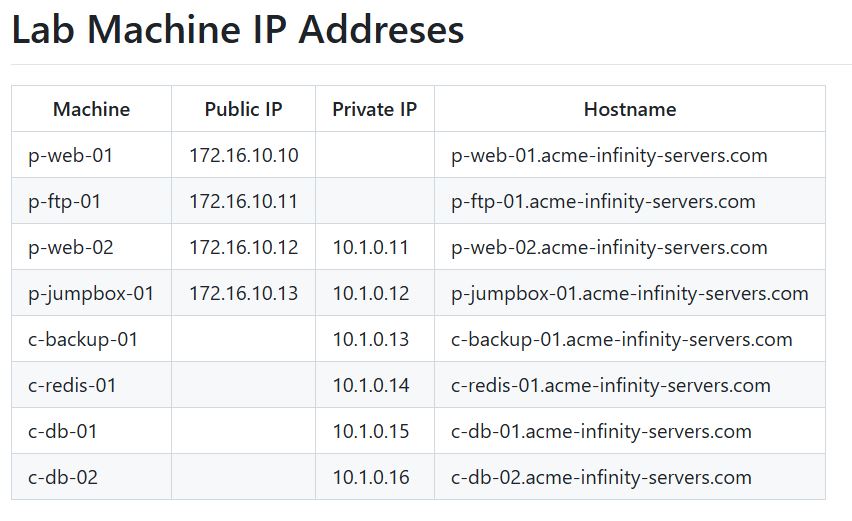 Lab Machine IP Addreses
Machine Public IP Private IP Hostname
p-web-01 172.16.10.10 p-web-01.acme-infinity-servers.com
p-ftp-01 172.16.10.11 p-ftp-01.acme-infinity-servers.com
p-web-02 172.16.10.12 10.1.0.11 p-web-02.acme-infinity-servers.com
p-jumpbox-01 172.16.10.13 10.1.0.12 p-jumpbox-01.acme-infinity-servers.com
c-backup-01 10.1.0.13 c-backup-01.acme-infinity-servers.com
c-redis-01 10.1.0.14 c-redis-01.acme-infinity-servers.com
c-db-01 10.1.0.15 c-db-01.acme-infinity-servers.com
c-db-02 10.1.0.16 c-db-02.acme-infinity-servers.com